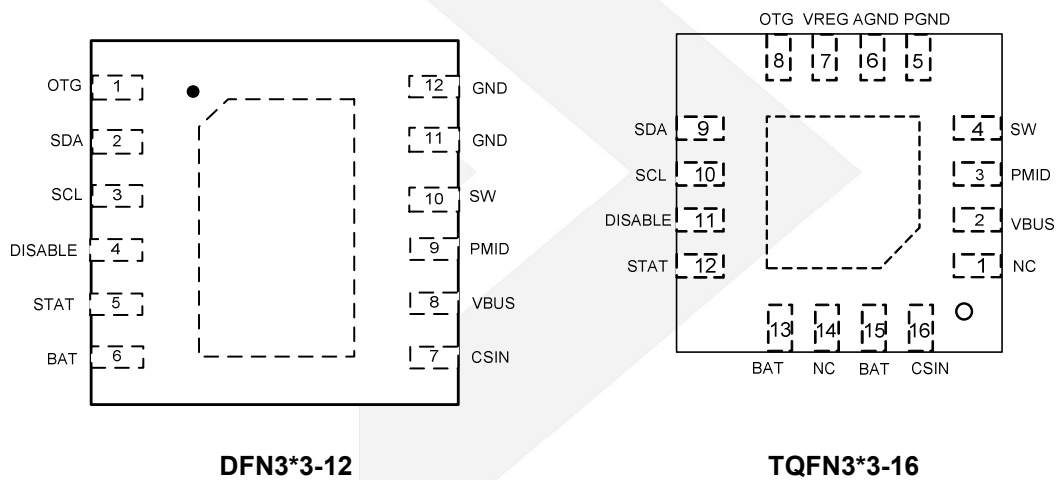 OTG 1
SDA 2
SCL 3
DISABLE 4
STAT 5
BAT 6
12 GND
11 GND
10 SW
9 PMID
8 VBUS
7 CSIN
DFN3*3-12
OTG VREG AGND PGND
8 7 6 5
SDA 9
SCL 10
DISABLE 11
STAT 12
4 SW
3 PMID
2 VBUS
1 NC
13 14 15 16
BAT NC BAT CSIN
TQFN3*3-16